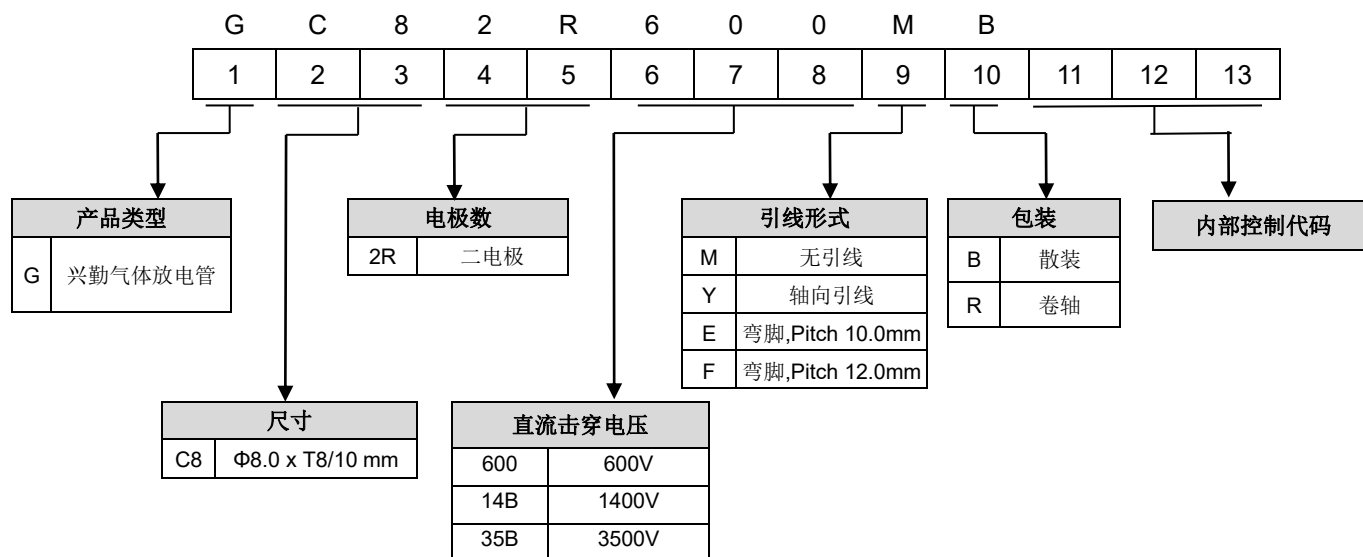 G C 8 2 R 6 0 0 M B
1 2 3 4 5 6 7 8 9 10 11 12 13
产品类型
G 兴勤气体放电管
电极数
2R 二电极
引线形式
M 无引线
Y 轴向引线
E 弯脚,Pitch 10.0mm
F 弯脚,Pitch 12.0mm
包装
B 散装
R 卷轴
内部控制代码
尺寸
C8 Φ8.0 x T8/10 mm
直流击穿电压
600 600V
14B 1400V
35B 3500V